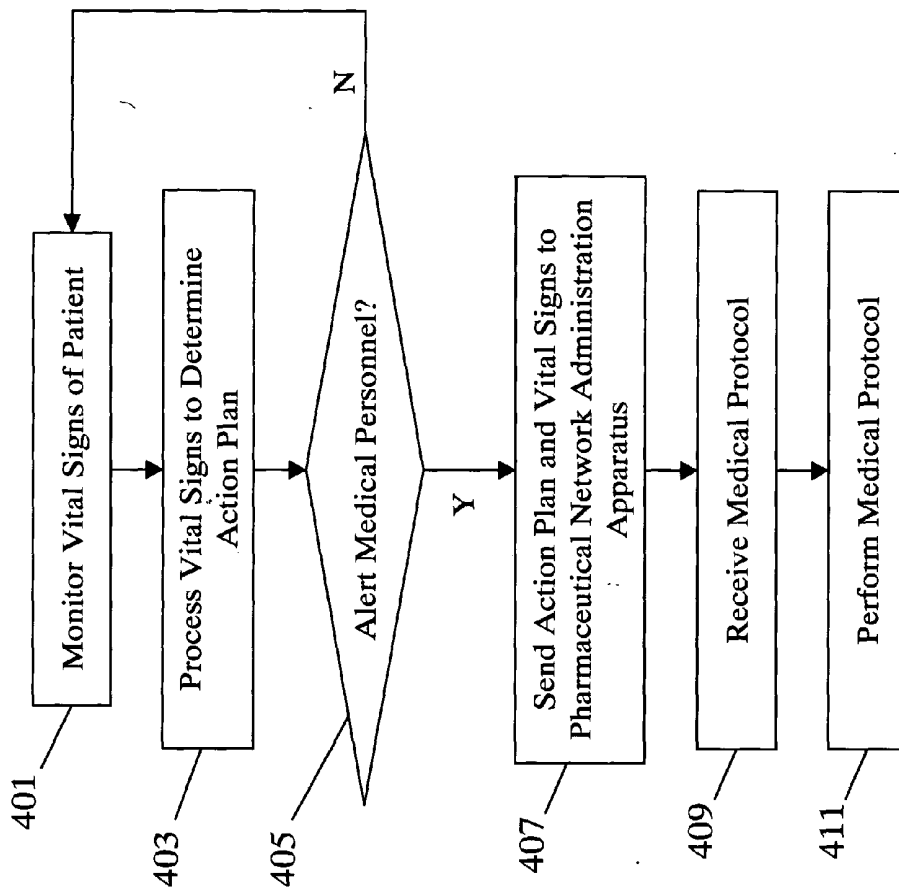 401
Monitor Vital Signs of Patient
403
Process Vital Signs to Determine
Action Plan
405
Alert Medical Personnel?
N
Y
407
Send Action Plan and Vital Signs to
Pharmaceutical Network Administration
Apparatus
409
Receive Medical Protocol
411
Perform Medical Protocol